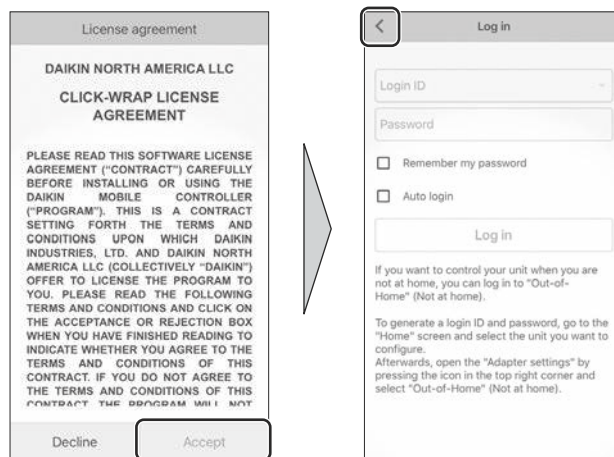 License agreement
DAIKIN NORTH AMERICA LLC
CLICK-WRAP LICENSE
AGREEMENT
PLEASE READ THIS SOFTWARE LICENSE
AGREEMENT ("CONTRACT") CAREFULLY
BEFORE INSTALLING OR USING THE
DAIKIN MOBILE CONTROLLER
("PROGRAM"). THIS IS A CONTRACT
SETTING FORTH THE TERMS AND
CONDITIONS UPON WHICH DAIKIN
INDUSTRIES, LTD. AND DAIKIN NORTH
AMERICA LLC (COLLECTIVELY "DAIKIN")
OFFER TO LICENSE THE PROGRAM TO
YOU. PLEASE READ THE FOLLOWING
TERMS AND CONDITIONS AND CLICK ON
THE ACCEPTANCE OR REJECTION BOX
WHEN YOU HAVE FINISHED READING TO
INDICATE WHETHER YOU AGREE TO THE
TERMS AND CONDITIONS OF THIS
CONTRACT. IF YOU DO NOT AGREE TO
THE TERMS AND CONDITIONS OF THIS
CONTRACT, THE PROGRAM WILL NOT
Decline
Accept
Log in
Login ID
Password
Remember my password
Auto login
Log in
If you want to control your unit when you are
not at home, you can log in to "Out-of-
Home" (Not at home).
To generate a login ID and password, go to the
"Home" screen and select the unit you want to
configure.
Afterwards, open the "Adapter settings" by
pressing the icon in the top right corner and
select "Out-of-Home" (Not at home).